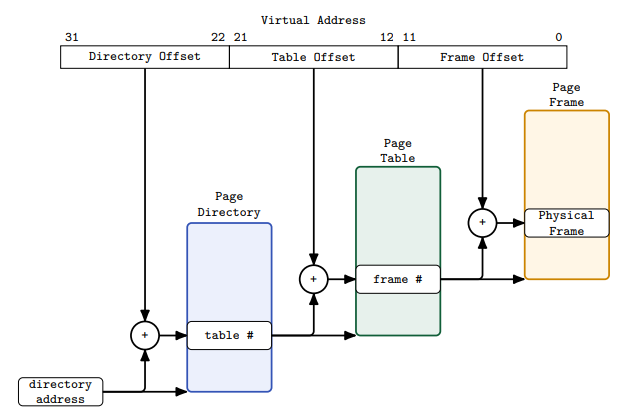 Virtual Address
31 22 21 12 11 0
Directory Offset Table Offset Frame Offset
Page
Frame
Page
Table
Page
Directory
+ Physical
Frame
+ frame #
+ table #
directory
address